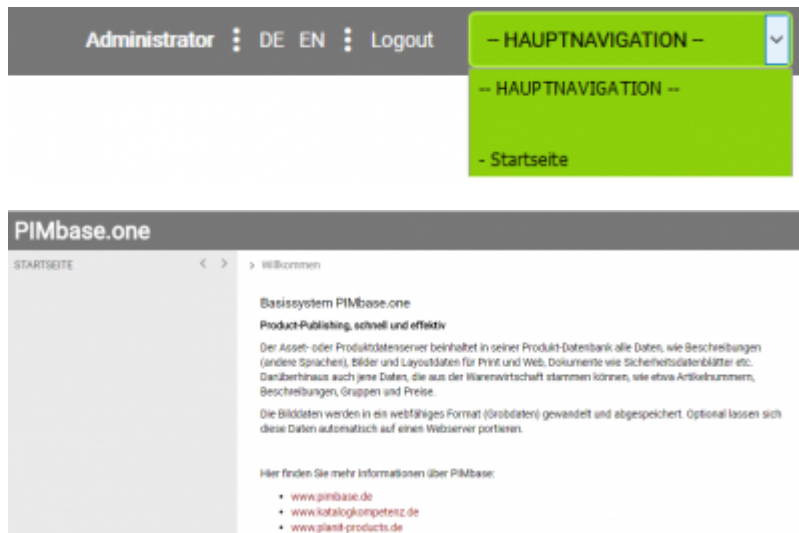 Administrator ⋮ DE EN ⋮ Logout -- HAUPTNAVIGATION --
-- HAUPTNAVIGATION --
- Startseite
PIMbase.one
STARTSEITE < > > Willkommen
Basissystem PIMbase.one
Product-Publishing, schnell und effektiv
Der Asset- oder Produktdatenserver beinhaltet in seiner Produkt-Datenbank alle Daten, wie Beschreibungen
(andere Sprachen), Bilder und Layoutdaten für Print und Web, Dokumente wie Sicherheitsdatenblätter etc.
Darüberhinaus auch jene Daten, die aus der Warenwirtschaft stammen können, wie etwa Artikelnummern,
Beschreibungen, Gruppen und Preise.
Die Bilddaten werden in ein webfähiges Format (Grobdaten) gewandelt und abgespeichert. Optional lassen sich
diese Daten automatisch auf einen Webserver portieren.
Hier finden Sie mehr Informationen über PIMbase:
• www.pimbase.de
• www.katalogkompetenz.de
• www.planit-products.de